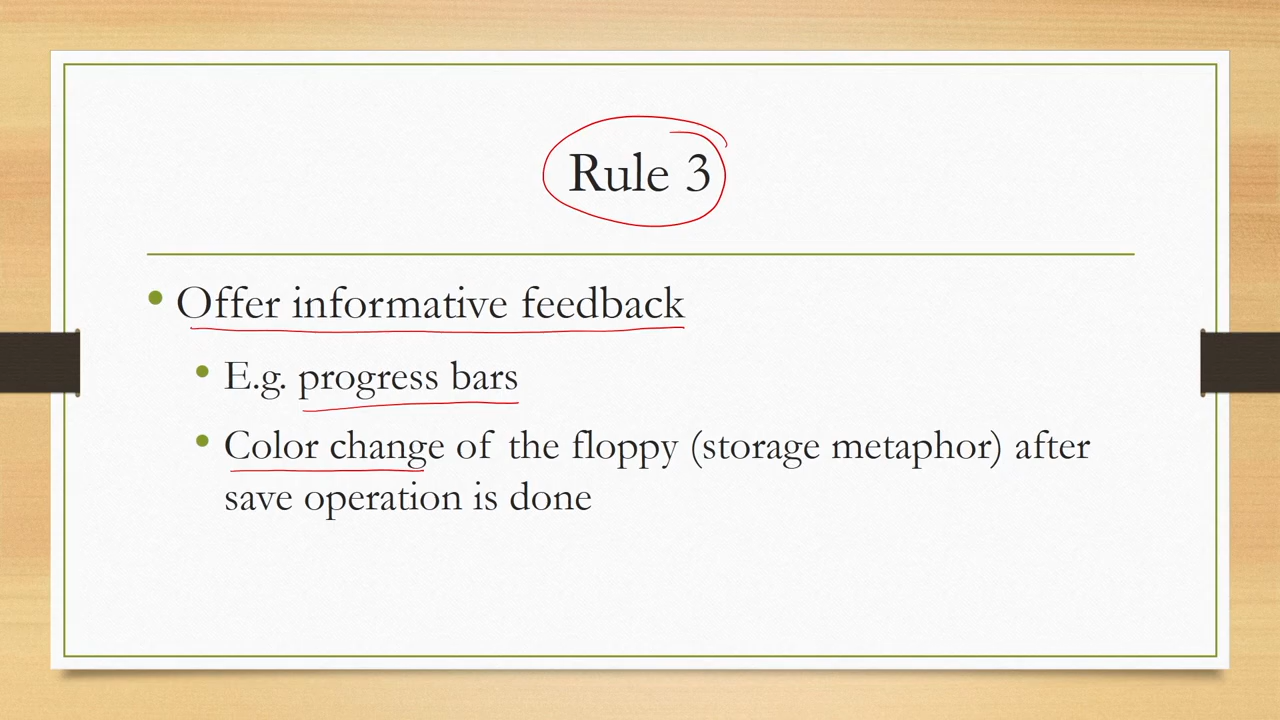 Rule 3
Offer informative feedback
E.g. progress bars
Color change of the floppy (storage metaphor) after
save operation is done